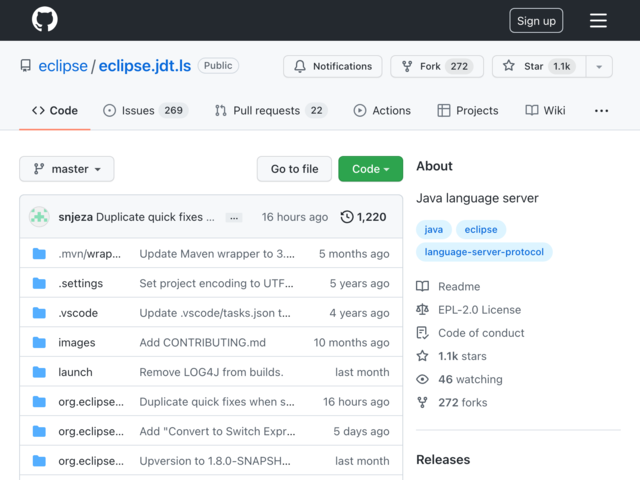 Sign up
eclipse / eclipse.jdt.ls Public
Notifications
Fork 272
Star 1.1k
Code
Issues 269
Pull requests 22
Actions
Projects
Wiki
master
Go to file
Code
snjeza Duplicate quick fixes ... ... 16 hours ago 1,220
.mvn/wrap... Update Maven wrapper to 3.... 5 months ago
.settings Set project encoding to UTF... 5 years ago
.vscode Update .vscode/tasks.json t... 4 years ago
images Add CONTRIBUTING.md 10 months ago
launch Remove LOG4J from builds. last month
org.eclipse... Duplicate quick fixes when s... 16 hours ago
org.eclipse... Add "Convert to Switch Expr... 5 days ago
org.eclipse... Upversion to 1.8.0-SNAPSH... last month
About
Java language server
java eclipse
language-server-protocol
Readme
EPL-2.0 License
Code of conduct
1.1k stars
46 watching
272 forks
Releases